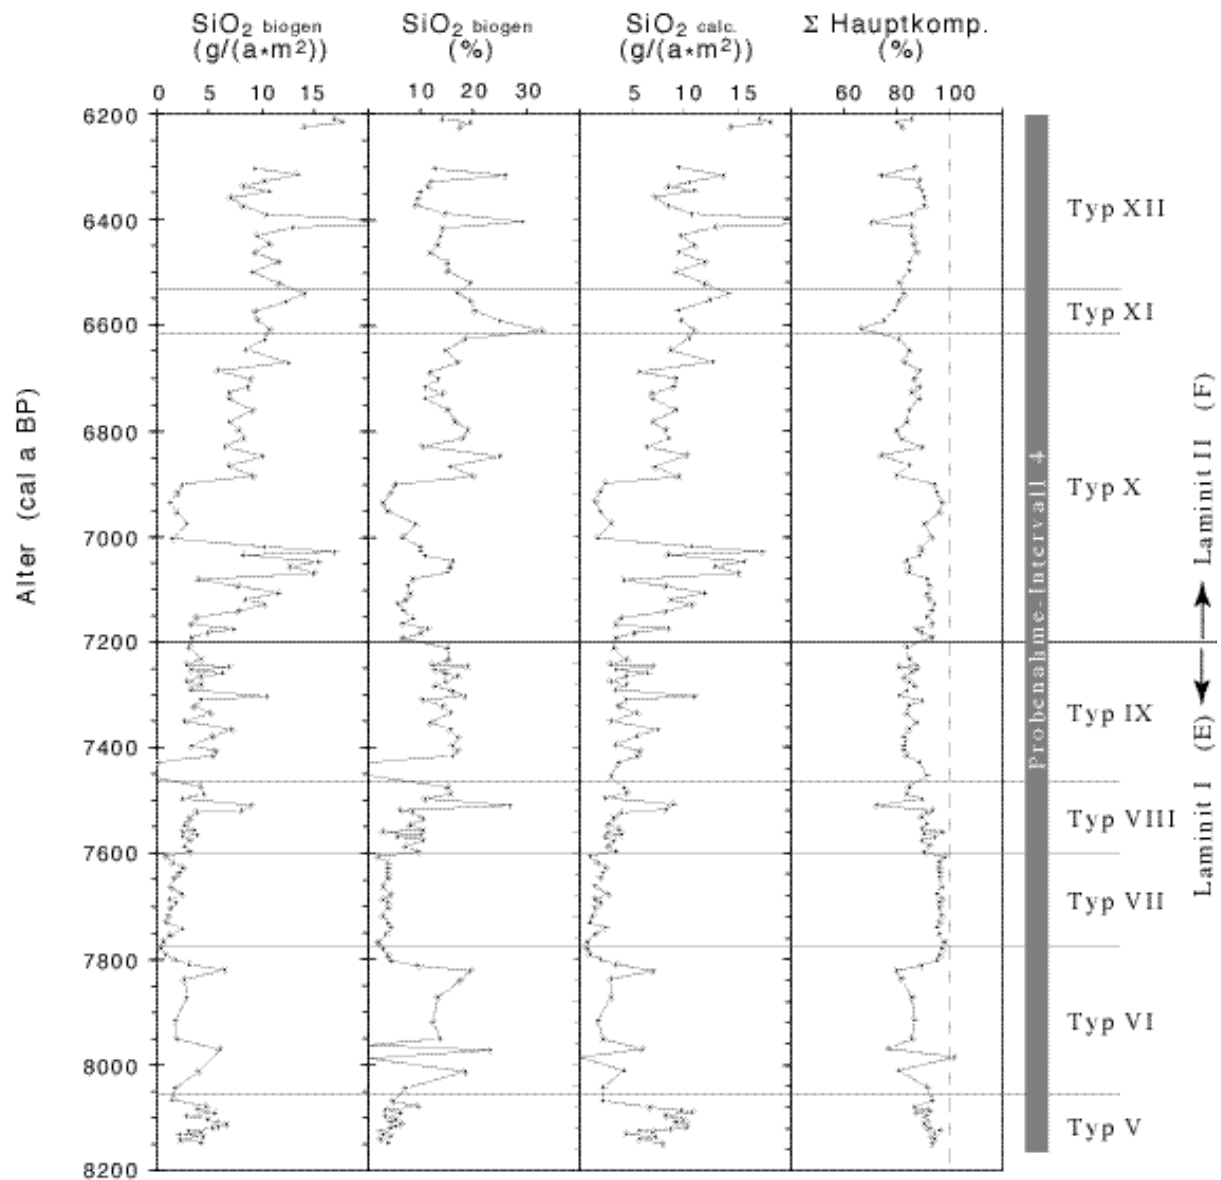 SiO2 biogen SiO2 biogen SiO2 calc. Σ Hauptkomp.
(g/(a*m2)) (%) (g/(a*m2)) (%)
0 5 10 15 10 20 30 5 10 15 60 80 100
6200
6400
6600
6800
7000
7200
7400
7600
7800
8000
8200
Alter (cal a BP)
Typ XII
Typ XI
Typ X
Typ IX
Typ VIII
Typ VII
Typ VI
Typ V
Probenahme-Intervall 4
Laminit I (E)
Laminit II (F)